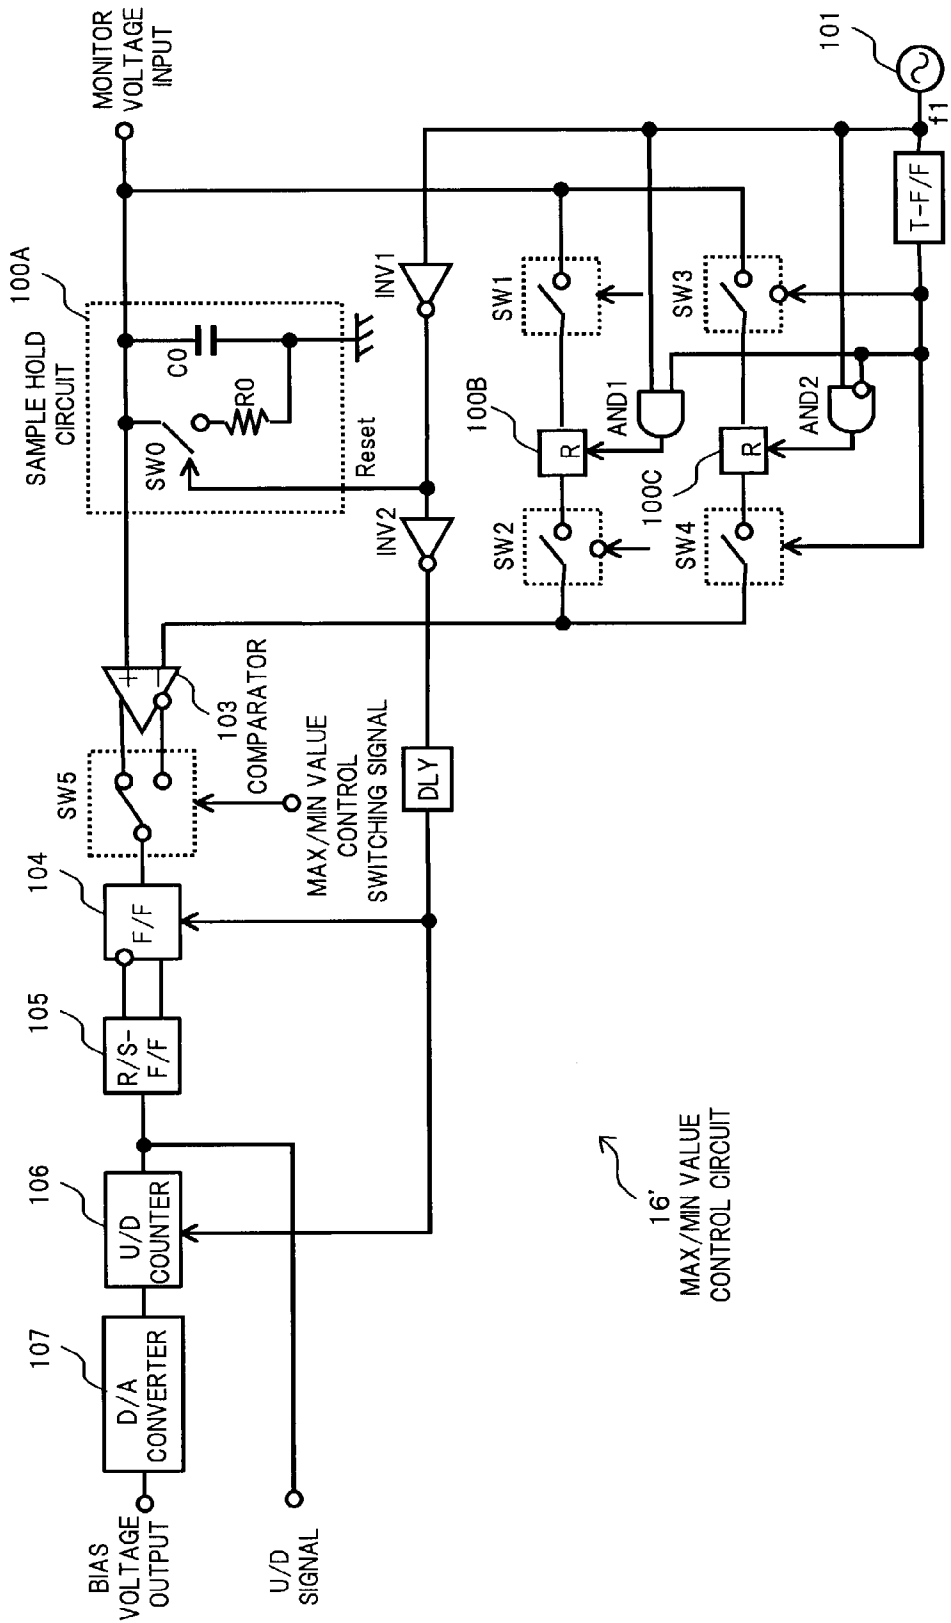 MONITOR
VOLTAGE
INPUT
100A
SAMPLE HOLD
CIRCUIT
C0
R0
SW0
Reset
INV1
INV2
SW1
SW2
SW3
SW4
100B
R
100C
R
AND1
AND2
101
f1
T-F/F
+
−
103
COMPARATOR
SW5
MAX/MIN VALUE
CONTROL
SWITCHING SIGNAL
DLY
104
F/F
105
R/S-
F/F
106
U/D
COUNTER
107
D/A
CONVERTER
BIAS
VOLTAGE
OUTPUT
U/D
SIGNAL
16'
MAX/MIN VALUE
CONTROL CIRCUIT